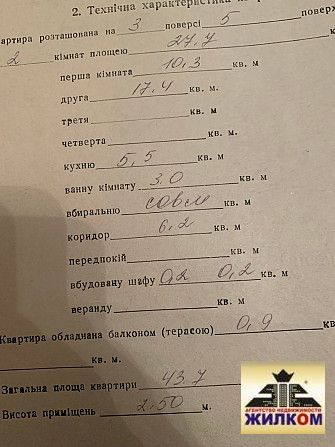 2. Технічна характеристика
квартира розташована на 3 поверсі 5
2 кімнат площею 27,7
перша кімната 10,3 кв. м
друга 17,4 кв. м.
третя кв. м
четверта кв. м.
кухню 5,5 кв. м
ванну кімнату 3.0 кв. м
вбиральню совм кв. м
коридор 6,2 кв. м
передпокій кв. м.
вбудовану шафу 0,2 0,2 кв. м
веранду кв. м
Квартира обладнана балконом (терасою) 0,9
кв. м.
Загальна площа квартири 43,7
Висота приміщень 2,50 м.
АГЕНТСТВО НЕДВИЖИМОСТИ
ЖИЛКОМ